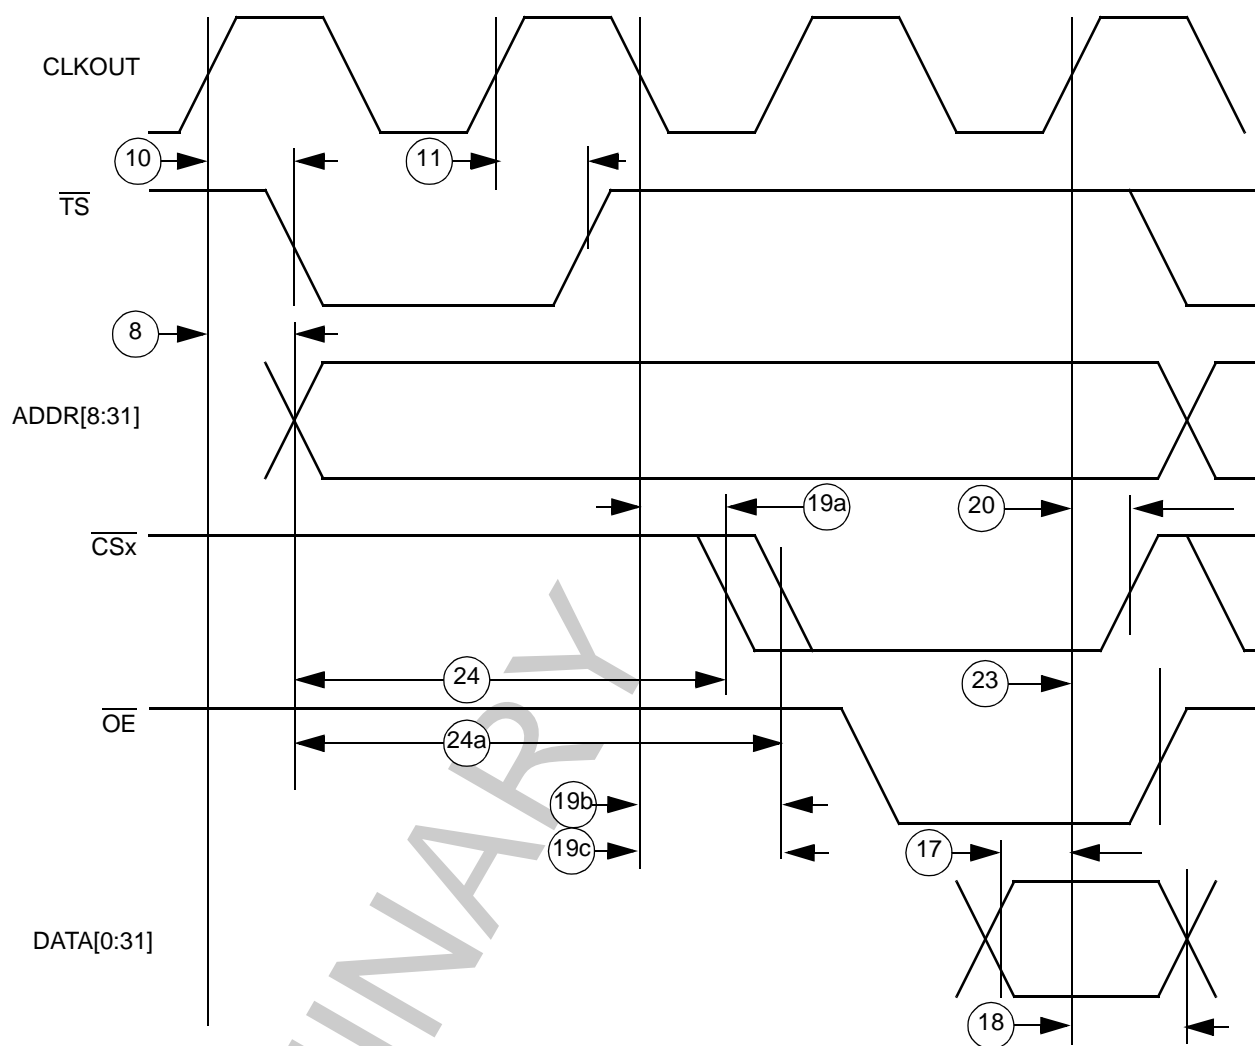 CLKOUT
10
11
TS
8
ADDR[8:31]
19a
20
CSx
24
23
OE
24a
19b
19c
17
DATA[0:31]
18
INARY